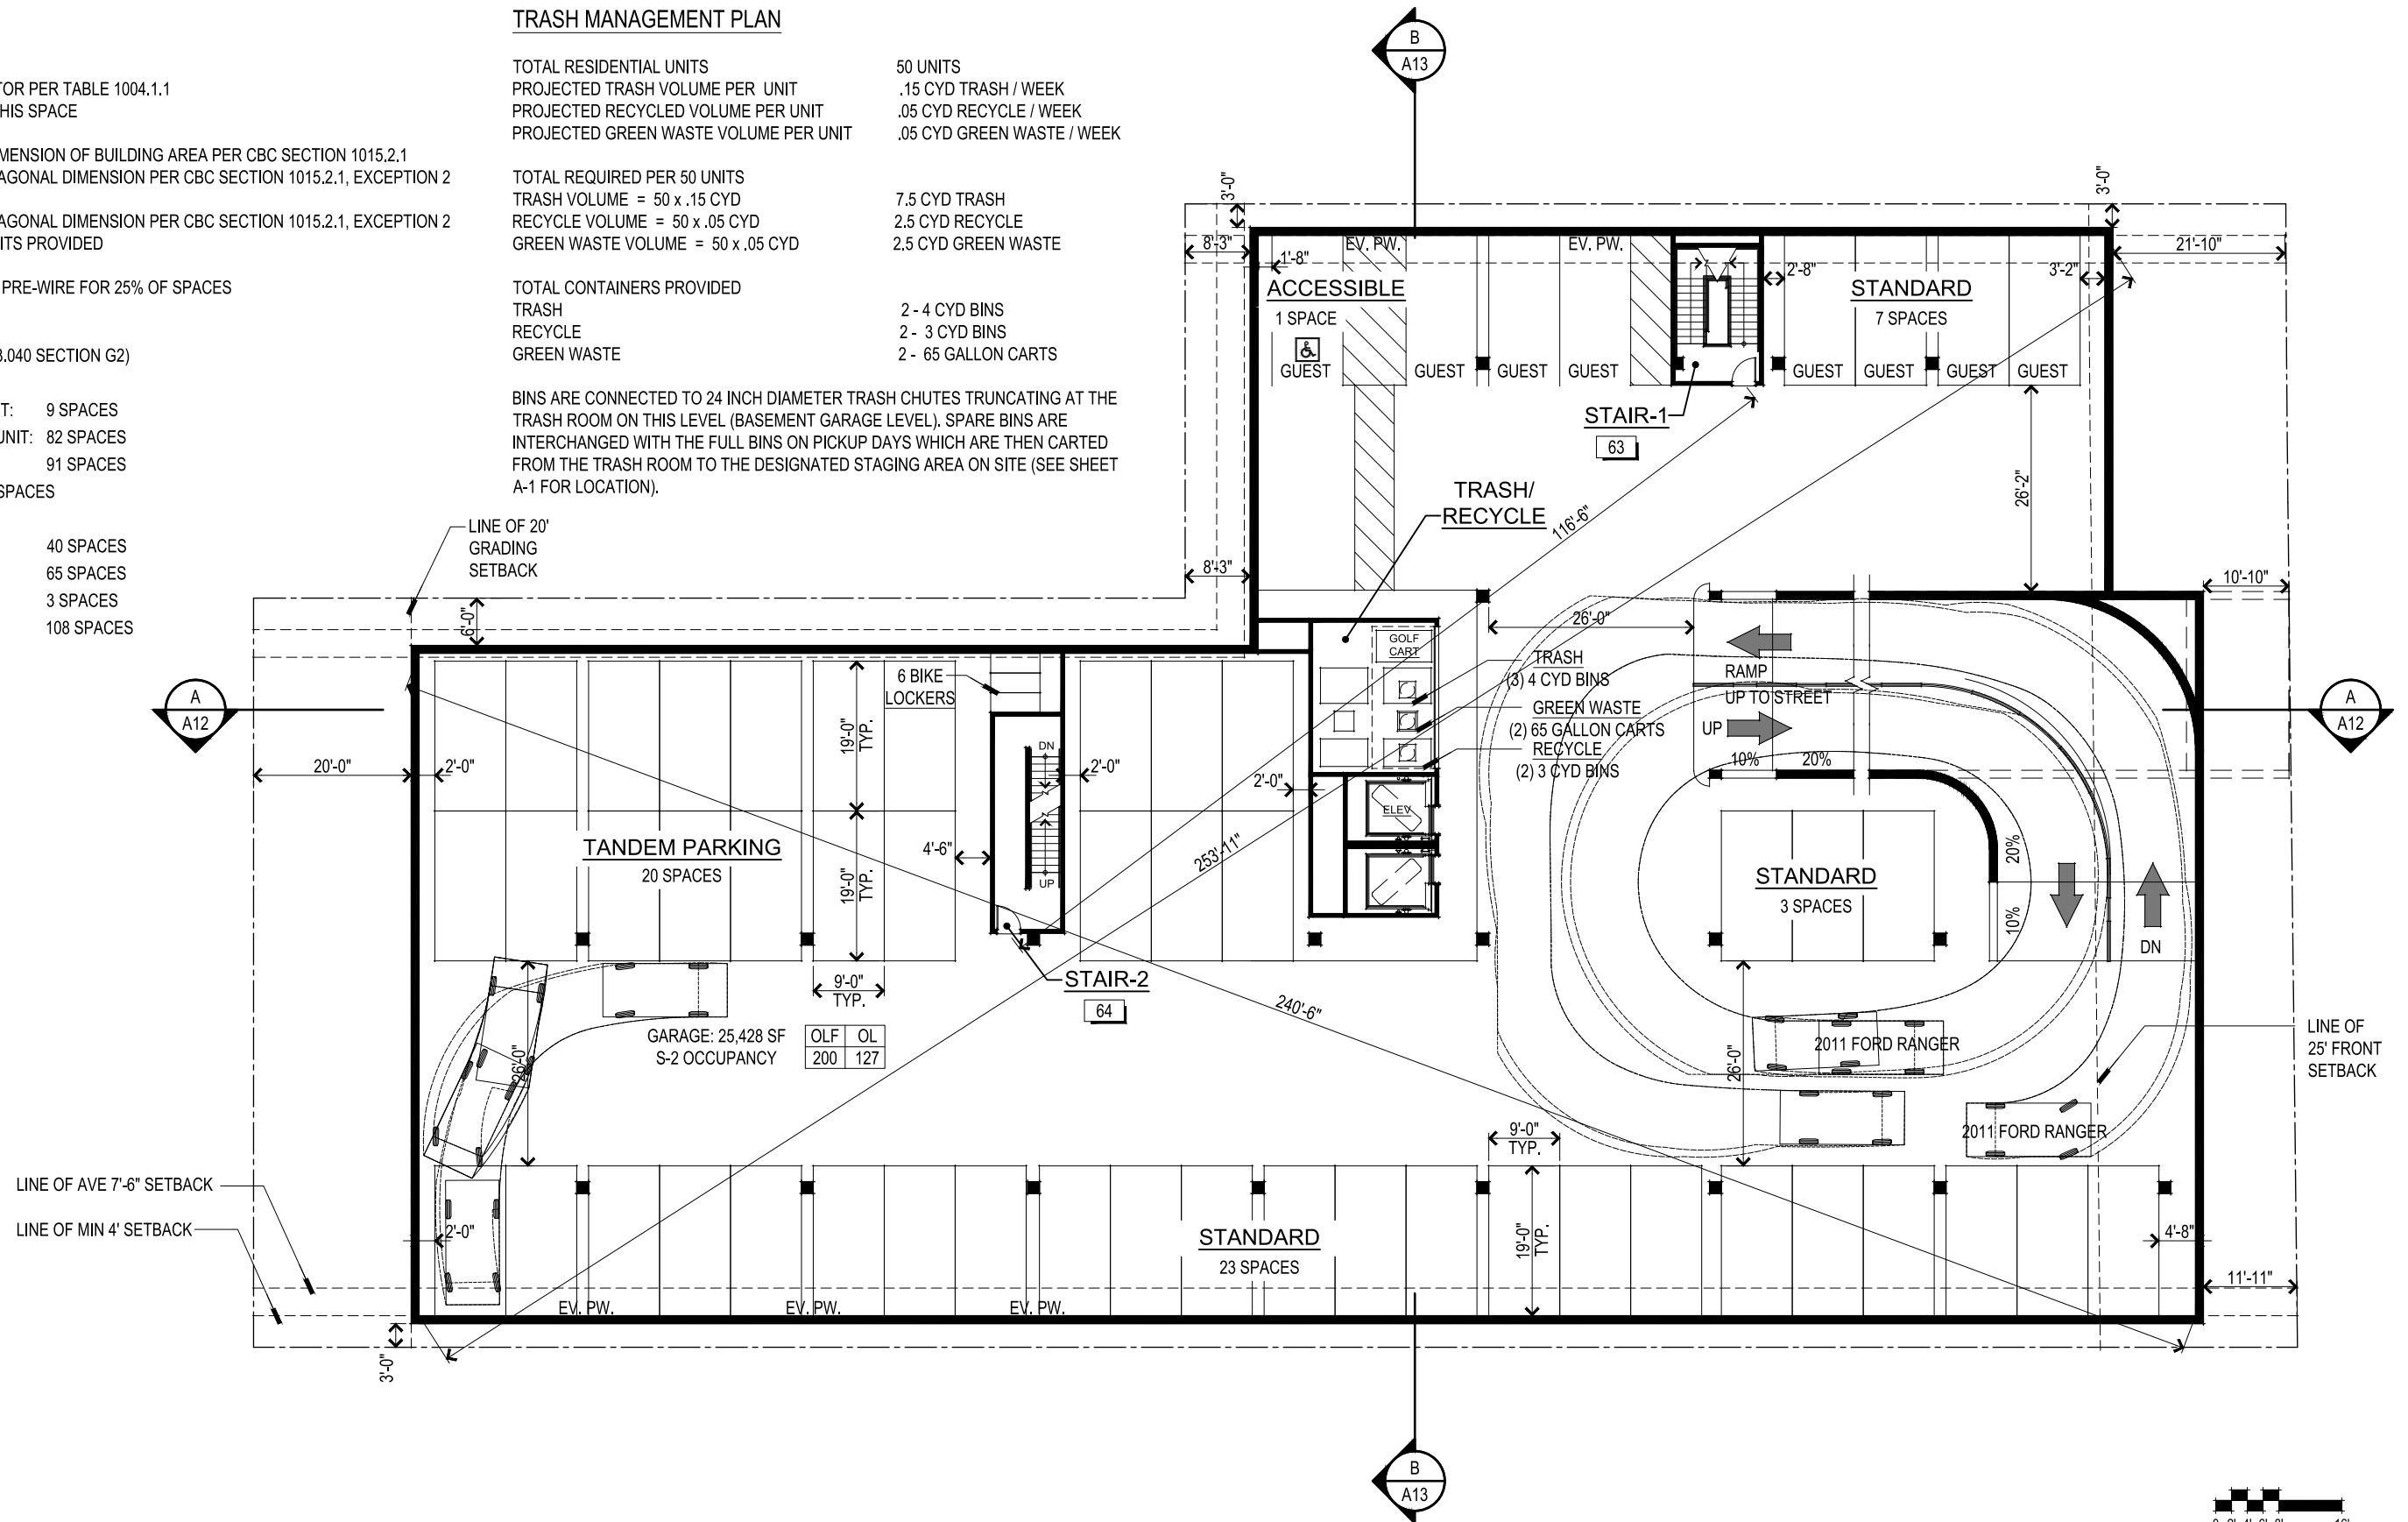 TRASH MANAGEMENT PLAN
TOTAL RESIDENTIAL UNITS 50 UNITS
PROJECTED TRASH VOLUME PER UNIT .15 CYD TRASH / WEEK
PROJECTED RECYCLED VOLUME PER UNIT .05 CYD RECYCLE / WEEK
PROJECTED GREEN WASTE VOLUME PER UNIT .05 CYD GREEN WASTE / WEEK
TOTAL REQUIRED PER 50 UNITS
TRASH VOLUME = 50 x .15 CYD 7.5 CYD TRASH
RECYCLE VOLUME = 50 x .05 CYD 2.5 CYD RECYCLE
GREEN WASTE VOLUME = 50 x .05 CYD 2.5 CYD GREEN WASTE
TOTAL CONTAINERS PROVIDED
TRASH 2 - 4 CYD BINS
RECYCLE 2 - 3 CYD BINS
GREEN WASTE 2 - 65 GALLON CARTS
BINS ARE CONNECTED TO 24 INCH DIAMETER TRASH CHUTES TRUNCATING AT THE
TRASH ROOM ON THIS LEVEL (BASEMENT GARAGE LEVEL). SPARE BINS ARE
INTERCHANGED WITH THE FULL BINS ON PICKUP DAYS WHICH ARE THEN CARTED
FROM THE TRASH ROOM TO THE DESIGNATED STAGING AREA ON SITE (SEE SHEET
A-1 FOR LOCATION).
TOR PER TABLE 1004.1.1
HIS SPACE
MENSION OF BUILDING AREA PER CBC SECTION 1015.2.1
AGONAL DIMENSION PER CBC SECTION 1015.2.1, EXCEPTION 2
AGONAL DIMENSION PER CBC SECTION 1015.2.1, EXCEPTION 2
ITS PROVIDED
PRE-WIRE FOR 25% OF SPACES
3.040 SECTION G2)
T: 9 SPACES
UNIT: 82 SPACES
91 SPACES
SPACES
40 SPACES
65 SPACES
3 SPACES
108 SPACES
B
A13
3'-0"
3'-0"
8'-3"
21'-10"
EV. PW.
EV. PW.
1'-8"
2'-8"
3'-2"
ACCESSIBLE
1 SPACE
STANDARD
7 SPACES
GUEST
GUEST
GUEST
GUEST
GUEST
GUEST
GUEST
GUEST
STAIR-1
63
26'-2"
TRASH/
RECYCLE
116'-6"
LINE OF 20'
GRADING
SETBACK
8'-3"
10'-10"
6'-0"
26'-0"
GOLF
CART
RAMP
UP TO STREET
UP
10%
20%
TRASH
(3) 4 CYD BINS
GREEN WASTE
(2) 65 GALLON CARTS
RECYCLE
(2) 3 CYD BINS
6 BIKE
LOCKERS
A
A12
A
A12
19'-0"
TYP.
DN
20'-0"
2'-0"
2'-0"
2'-0"
ELEV
TANDEM PARKING
20 SPACES
19'-0"
TYP.
4'-6"
UP
253'-11"
STANDARD
3 SPACES
20%
10%
DN
9'-0"
TYP.
STAIR-2
64
240'-6"
GARAGE: 25,428 SF
S-2 OCCUPANCY
OLF OL
200 127
26'-0"
26'-0"
2011 FORD RANGER
2011 FORD RANGER
LINE OF
25' FRONT
SETBACK
9'-0"
TYP.
LINE OF AVE 7'-6" SETBACK
LINE OF MIN 4' SETBACK
2'-0"
STANDARD
23 SPACES
19'-0"
TYP.
4'-8"
11'-11"
EV. PW.
EV. PW.
EV. PW.
3'-0"
B
A13